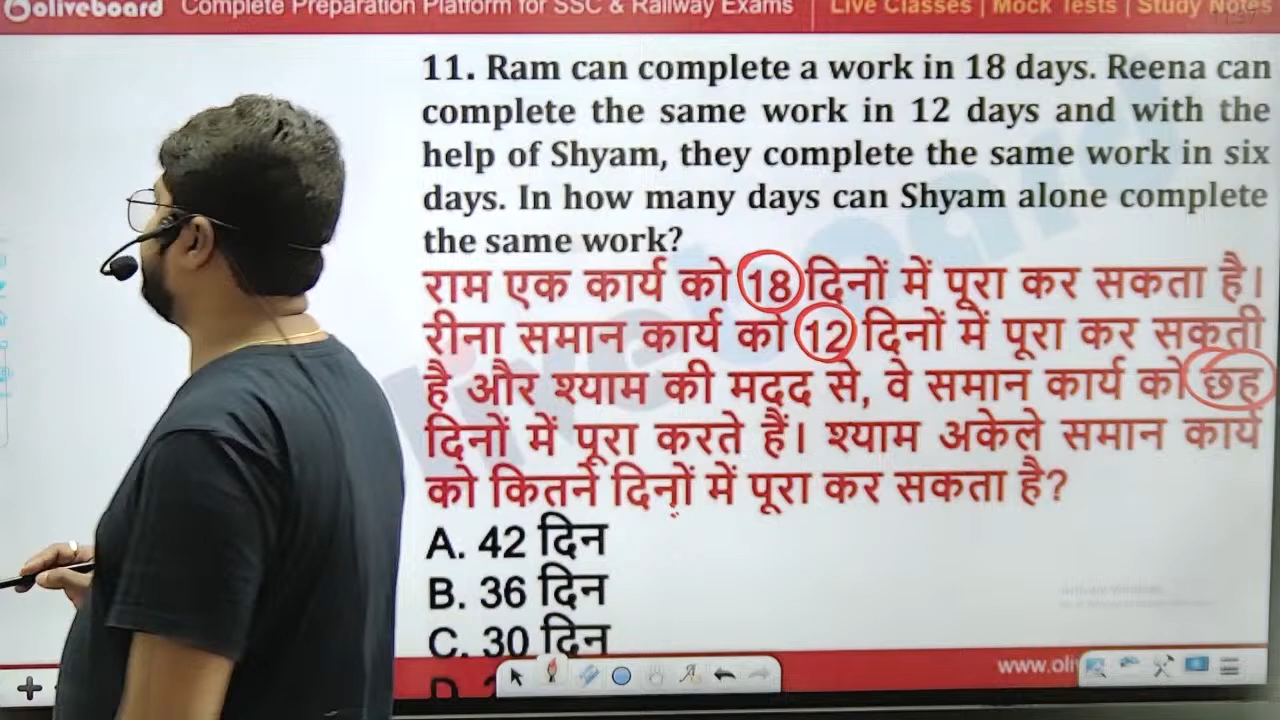 oliveboard Complete Preparation Platform for SSC & Railway Exams Live Classes | Mock Tests | Study Notes
11. Ram can complete a work in 18 days. Reena can
complete the same work in 12 days and with the
help of Shyam, they complete the same work in six
days. In how many days can Shyam alone complete
the same work?
राम एक कार्य को 18 दिनों में पूरा कर सकता है।
रीना समान कार्य को 12 दिनों में पूरा कर सकती
है और श्याम की मदद से, वे समान कार्य को छह
दिनों में पूरा करते हैं। श्याम अकेले समान कार्य
को कितने दिनों में पूरा कर सकता है?
A. 42 दिन
B. 36 दिन
C. 30 दिन
D.
www.oli